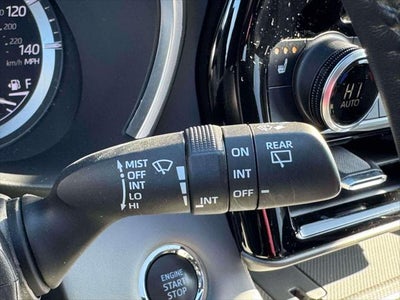 120
220
140
km/h MPH
F
HI
AUTO
MIST
OFF
INT
LO
HI
INT
ON
INT
OFF
REAR
ENGINE
START
STOP